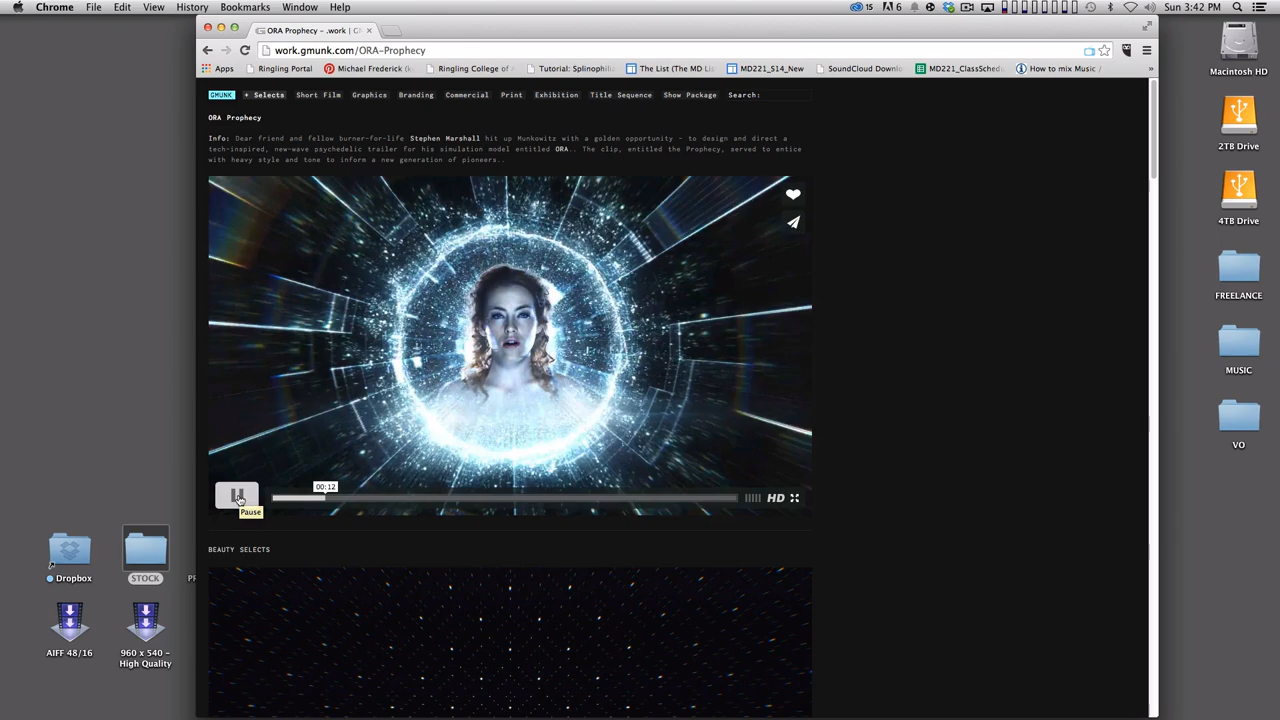 Chrome File Edit View History Bookmarks Window Help 15 6 Sun 3:42 PM
ORA Prophecy – .work | G
work.gmunk.com/ORA-Prophecy
Apps Ringling Portal Michael Frederick (k Ringling College of Tutorial: Splinophilia The List (The MD Lis MD221_S14_New SoundCloud Downlo MD221_ClassSched How to mix Music / »
GMUNK + Selects Short Film Graphics Branding Commercial Print Exhibition Title Sequence Show Package Search:
ORA Prophecy
Info: Dear friend and fellow burner-for-life Stephen Marshall hit up Munkowitz with a golden opportunity – to design and direct a
tech-inspired, new-wave psychedelic trailer for his simulation model entitled ORA.. The clip, entitled the Prophecy, served to entice
with heavy style and tone to inform a new generation of pioneers..
00:12
HD
Pause
BEAUTY SELECTS
Macintosh HD
2TB Drive
4TB Drive
FREELANCE
MUSIC
VO
Dropbox
STOCK
PF
AIFF 48/16
960 x 540 –
High Quality